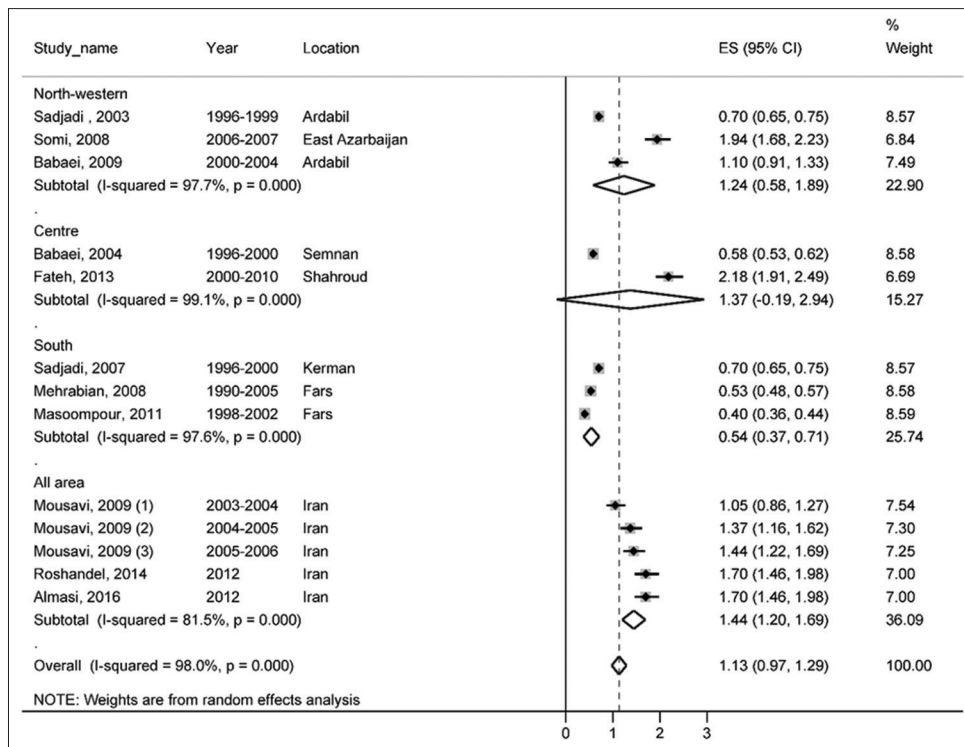 %
Study_name Year Location ES (95% CI) Weight
North-western
Sadjadi , 2003 1996-1999 Ardabil 0.70 (0.65, 0.75) 8.57
Somi, 2008 2006-2007 East Azarbaijan 1.94 (1.68, 2.23) 6.84
Babaei, 2009 2000-2004 Ardabil 1.10 (0.91, 1.33) 7.49
Subtotal (I-squared = 97.7%, p = 0.000) 1.24 (0.58, 1.89) 22.90
.
Centre
Babaei, 2004 1996-2000 Semnan 0.58 (0.53, 0.62) 8.58
Fateh, 2013 2000-2010 Shahroud 2.18 (1.91, 2.49) 6.69
Subtotal (I-squared = 99.1%, p = 0.000) 1.37 (-0.19, 2.94) 15.27
.
South
Sadjadi, 2007 1996-2000 Kerman 0.70 (0.65, 0.75) 8.57
Mehrabian, 2008 1990-2005 Fars 0.53 (0.48, 0.57) 8.58
Masoompour, 2011 1998-2002 Fars 0.40 (0.36, 0.44) 8.59
Subtotal (I-squared = 97.6%, p = 0.000) 0.54 (0.37, 0.71) 25.74
.
All area
Mousavi, 2009 (1) 2003-2004 Iran 1.05 (0.86, 1.27) 7.54
Mousavi, 2009 (2) 2004-2005 Iran 1.37 (1.16, 1.62) 7.30
Mousavi, 2009 (3) 2005-2006 Iran 1.44 (1.22, 1.69) 7.25
Roshandel, 2014 2012 Iran 1.70 (1.46, 1.98) 7.00
Almasi, 2016 2012 Iran 1.70 (1.46, 1.98) 7.00
Subtotal (I-squared = 81.5%, p = 0.000) 1.44 (1.20, 1.69) 36.09
.
Overall (I-squared = 98.0%, p = 0.000) 1.13 (0.97, 1.29) 100.00
NOTE: Weights are from random effects analysis
0 1 2 3